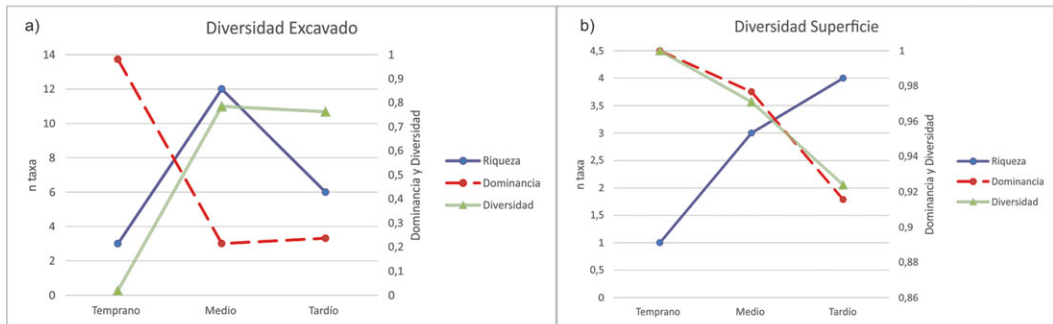 a)
Diversidad Excavado
14
12
10
8
6
4
2
0
n taxa
1
0,9
0,8
0,7
0,6
0,5
0,4
0,3
0,2
0,1
0
Dominancia y Diversidad
Temprano Medio Tardío
Riqueza
Dominancia
Diversidad
b)
Diversidad Superficie
4,5
4
3,5
3
2,5
2
1,5
1
0,5
0
n taxa
1
0,98
0,96
0,94
0,92
0,9
0,88
0,86
Dominancia y Diversidad
Temprano Medio Tardío
Riqueza
Dominancia
Diversidad